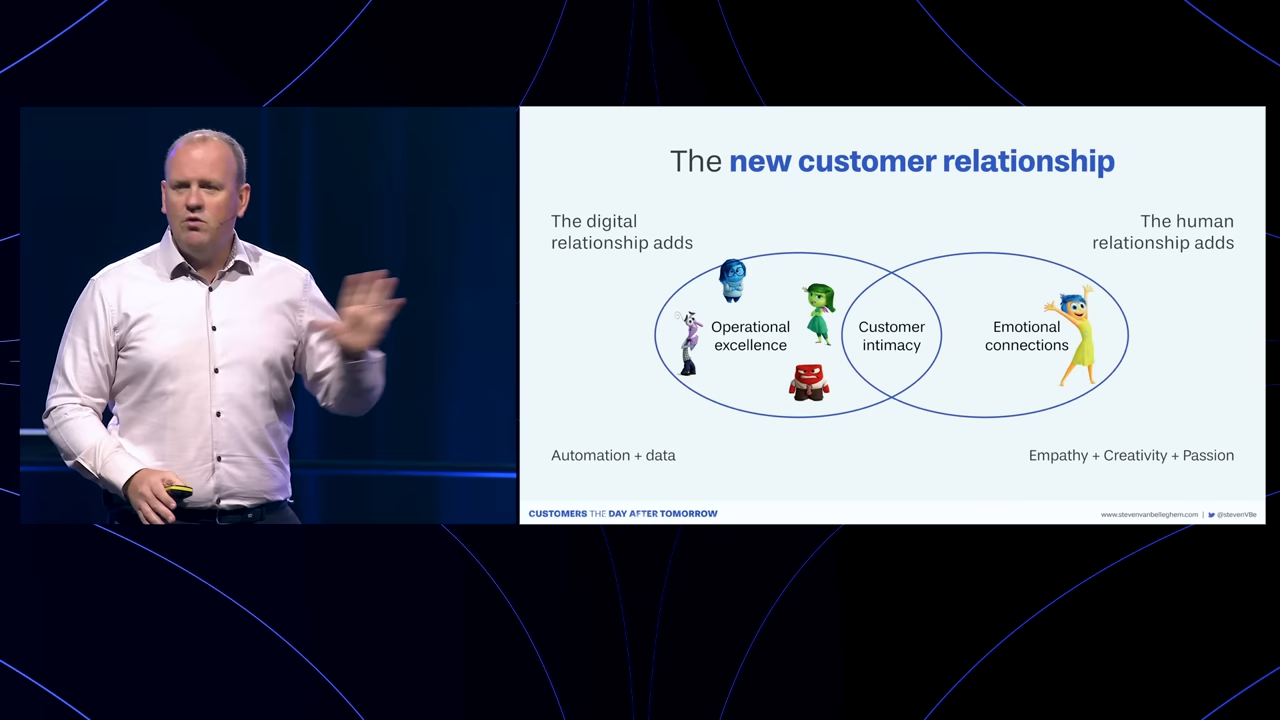 The new customer relationship
The digital
relationship adds
The human
relationship adds
Operational
excellence
Customer
intimacy
Emotional
connections
Automation + data
Empathy + Creativity + Passion
CUSTOMERS THE DAY AFTER TOMORROW
www.stevenvanbelleghem.com | @stevenVBe